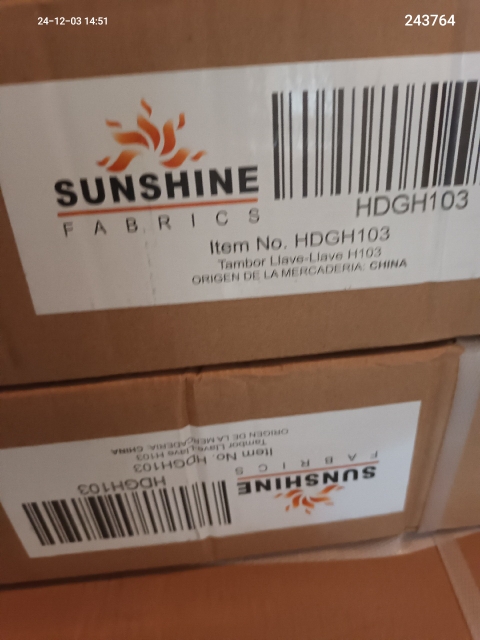 24-12-03 14:51
243764
SUNSHINE
FABRICS
HDGH103
Item No. HDGH103
Tambor Llave-Llave H103
ORIGEN DE LA MERCADERIA: CHINA
SUNSHINE
FABRICS
HDGH103
Item No. HDGH103
Tambor Llave-Llave H103
ORIGEN DE LA MERCADERIA: CHINA